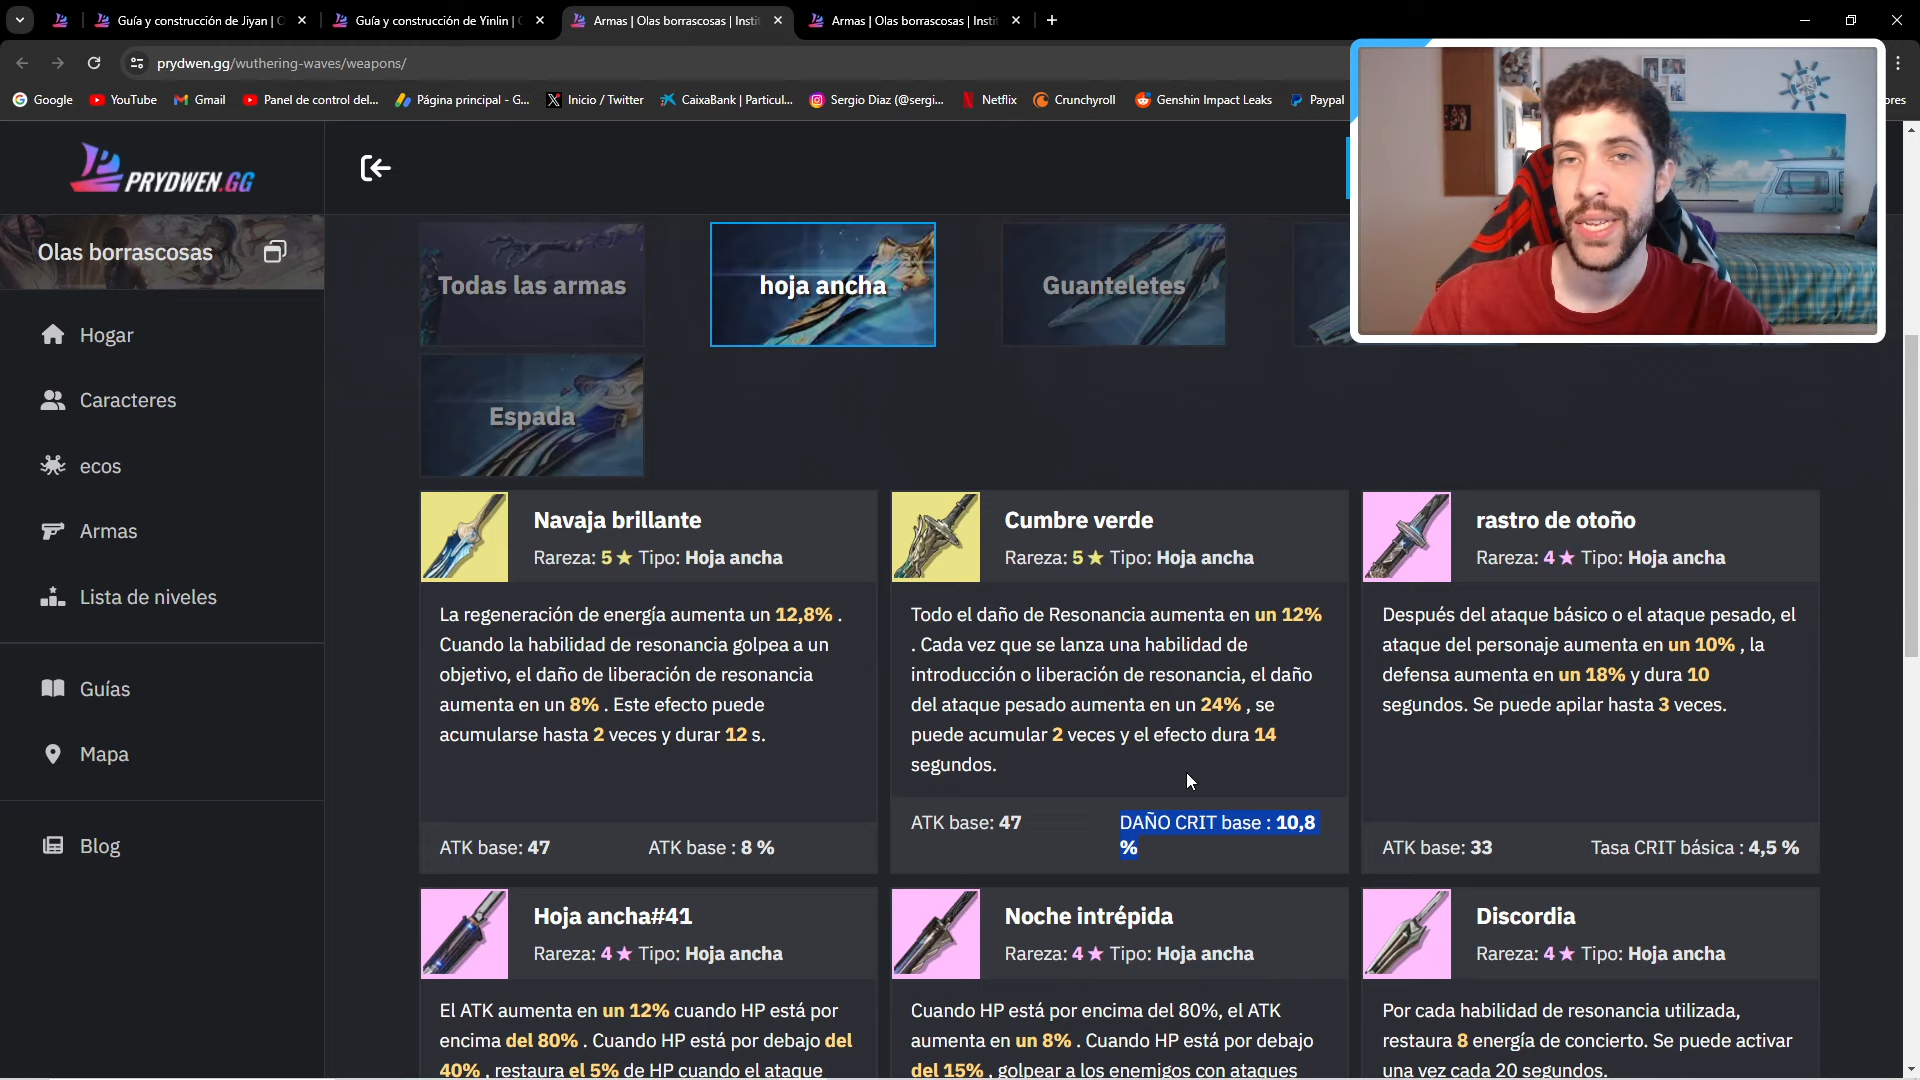 Guía y construcción de Jiyan |
Guía y construcción de Yinlin |
Armas | Olas borrascosas | Instit
Armas | Olas borrascosas | Instit
prydwen.gg/wuthering-waves/weapons/
Google
YouTube
Gmail
Panel de control del...
Página principal - G...
Inicio / Twitter
CaixaBank | Particul...
Sergio Diaz (@sergi...
Netflix
Crunchyroll
Genshin Impact Leaks
Paypal
ores
PRYDWEN.GG
Olas borrascosas
Hogar
Caracteres
ecos
Armas
Lista de niveles
Guías
Mapa
Blog
Todas las armas
hoja ancha
Guanteletes
Espada
Navaja brillante
Rareza: 5 ★ Tipo: Hoja ancha
La regeneración de energía aumenta un 12,8% .
Cuando la habilidad de resonancia golpea a un
objetivo, el daño de liberación de resonancia
aumenta en un 8% . Este efecto puede
acumularse hasta 2 veces y durar 12 s.
ATK base: 47
ATK base : 8 %
Cumbre verde
Rareza: 5 ★ Tipo: Hoja ancha
Todo el daño de Resonancia aumenta en un 12%
. Cada vez que se lanza una habilidad de
introducción o liberación de resonancia, el daño
del ataque pesado aumenta en un 24% , se
puede acumular 2 veces y el efecto dura 14
segundos.
ATK base: 47
DAÑO CRIT base : 10,8
%
rastro de otoño
Rareza: 4 ★ Tipo: Hoja ancha
Después del ataque básico o el ataque pesado, el
ataque del personaje aumenta en un 10% , la
defensa aumenta en un 18% y dura 10
segundos. Se puede apilar hasta 3 veces.
ATK base: 33
Tasa CRIT básica : 4,5 %
Hoja ancha#41
Rareza: 4 ★ Tipo: Hoja ancha
El ATK aumenta en un 12% cuando HP está por
encima del 80% . Cuando HP está por debajo del
40% , restaura el 5% de HP cuando el ataque
Noche intrépida
Rareza: 4 ★ Tipo: Hoja ancha
Cuando HP está por encima del 80%, el ATK
aumenta en un 8% . Cuando HP está por debajo
del 15% , golpear a los enemigos con ataques
Discordia
Rareza: 4 ★ Tipo: Hoja ancha
Por cada habilidad de resonancia utilizada,
restaura 8 energía de concierto. Se puede activar
una vez cada 20 segundos.